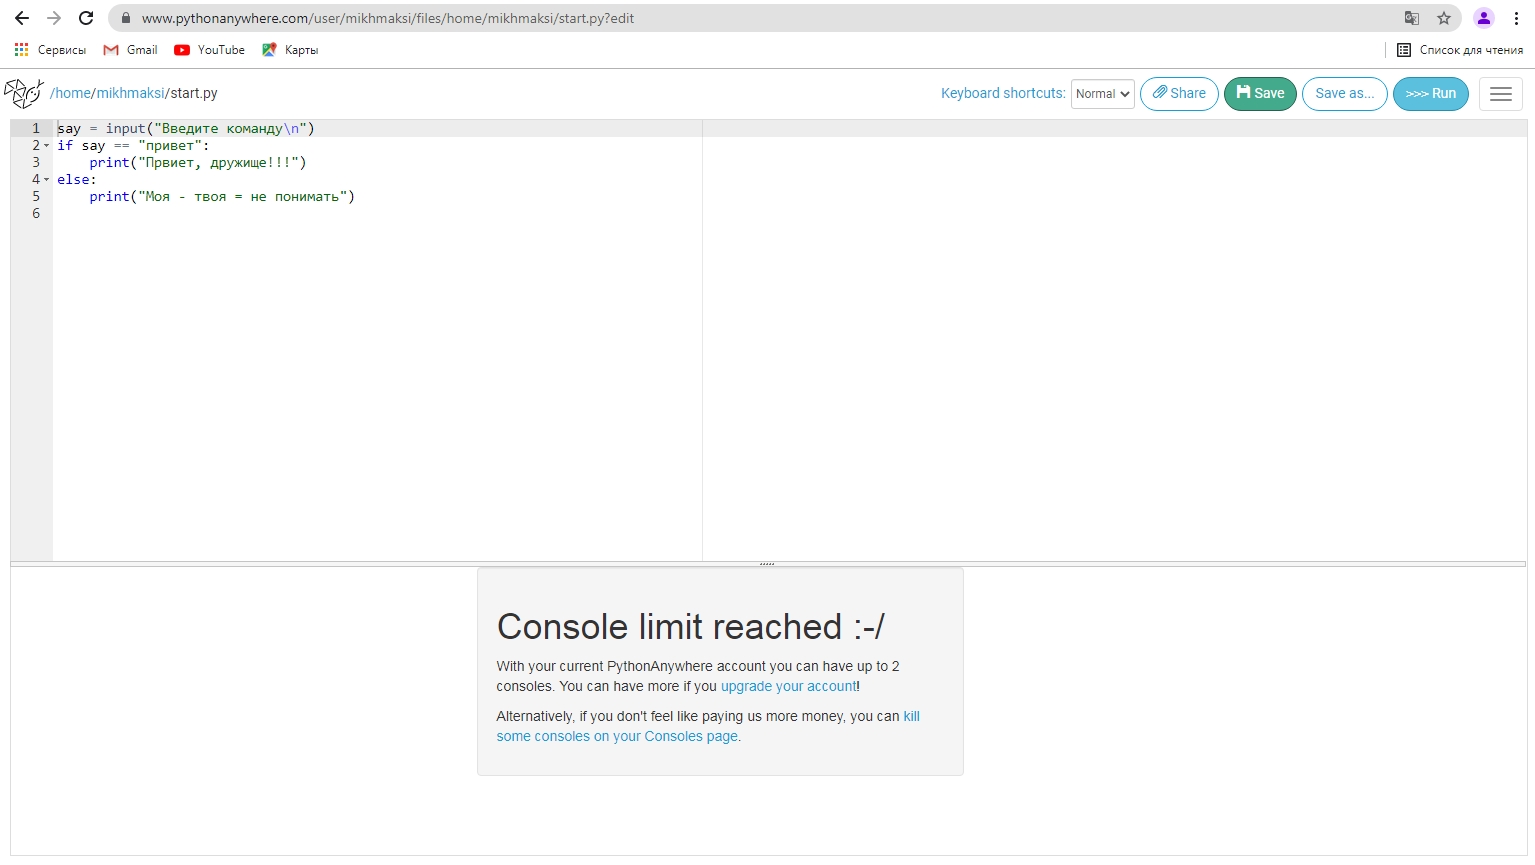 www.pythonanywhere.com/user/mikhmaksi/files/home/mikhmaksi/start.py?edit
Сервисы Gmail YouTube Карты Список для чтения
/home/mikhmaksi/start.py Keyboard shortcuts: Normal Share Save Save as... >>> Run
1 say = input("Введите команду\n")
2 if say == "привет":
3 print("Првиет, дружище!!!")
4 else:
5 print("Моя - твоя = не понимать")
6
Console limit reached :-/
With your current PythonAnywhere account you can have up to 2
consoles. You can have more if you upgrade your account!
Alternatively, if you don't feel like paying us more money, you can kill
some consoles on your Consoles page.